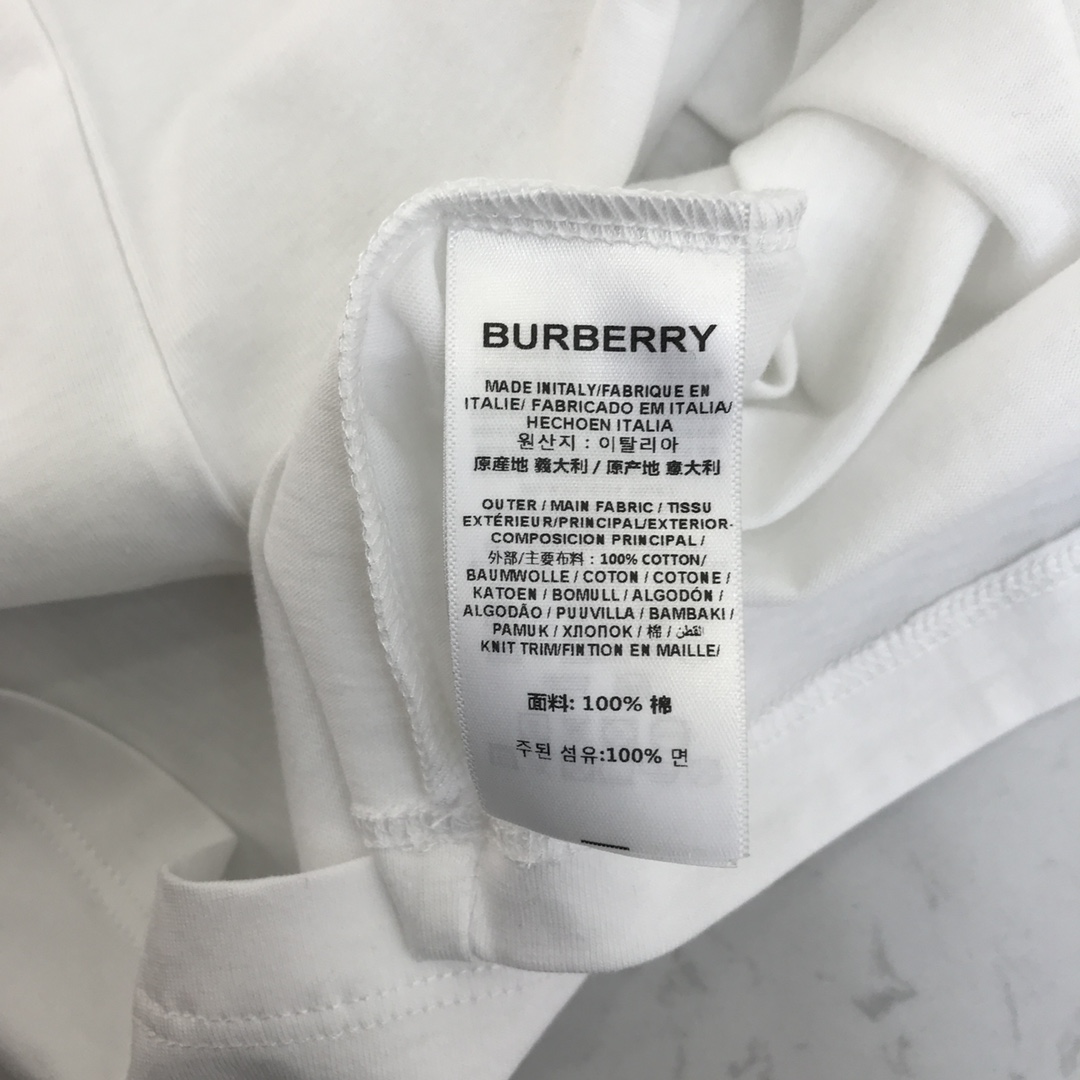 BURBERRY
MADE INITALY/FABRIQUE EN
ITALIE/ FABRICADO EM ITALIA/
HECHOEN ITALIA
원산지 : 이탈리아
原産地 義大利 / 原产地 意大利
OUTER / MAIN FABRIC / TISSU
EXTÉRIEUR/PRINCIPAL/EXTERIOR-
COMPOSICION PRINCIPAL /
外部/主要布料 : 100% COTTON/
BAUMWOLLE / COTON / COTONE /
KATOEN / BOMULL / ALGODÓN /
ALGODÃO / PUUVILLA / BAMBAKI /
PAMUK / ХЛОПОК / 棉 / القطن
KNIT TRIM/FINTION EN MAILLE/
面料: 100% 棉
주된 섬유:100% 면